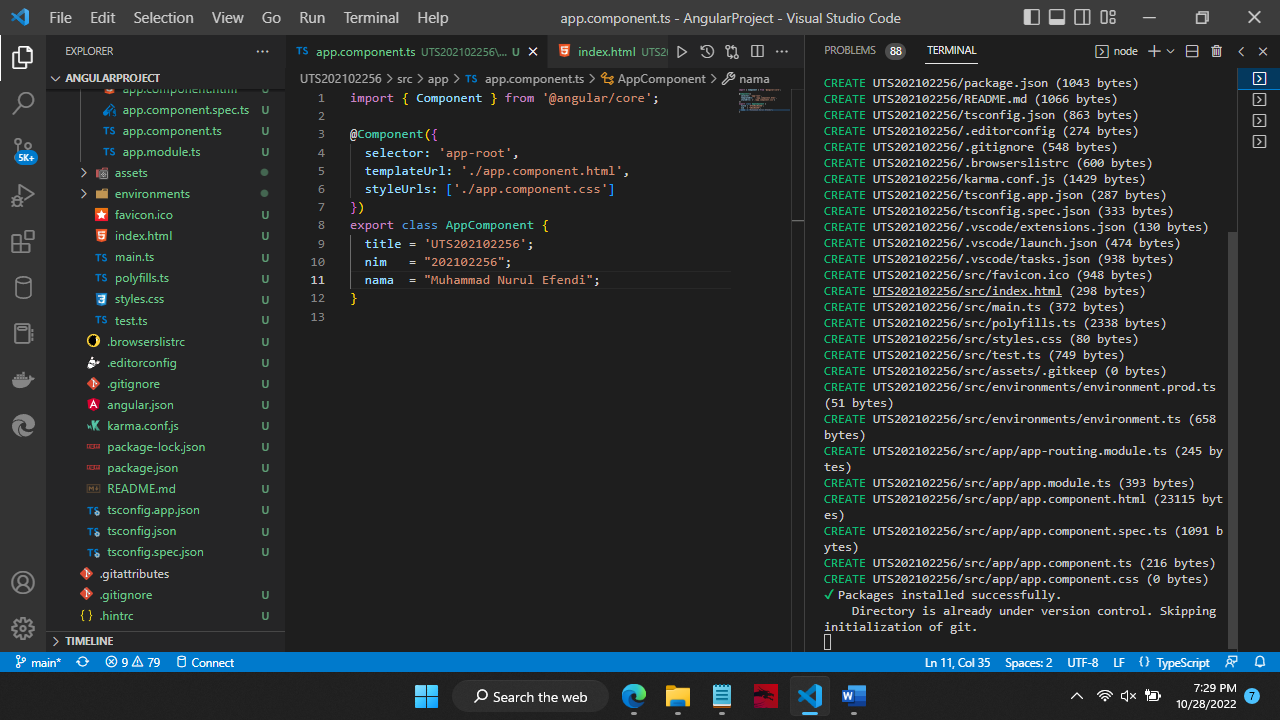 File Edit Selection View Go Run Terminal Help
app.component.ts - AngularProject - Visual Studio Code
EXPLORER
ANGULARPROJECT
app.component.html
app.component.spec.ts U
app.component.ts U
app.module.ts U
assets
environments
favicon.ico U
index.html U
main.ts U
polyfills.ts U
styles.css U
test.ts U
.browserslistrc U
.editorconfig U
.gitignore U
angular.json U
karma.conf.js U
package-lock.json U
package.json U
README.md U
tsconfig.app.json U
tsconfig.json U
tsconfig.spec.json U
.gitattributes
.gitignore U
.hintrc U
TIMELINE
5K+
app.component.ts UTS202102256\... U
index.html UTS20
UTS202102256 > src > app > app.component.ts > AppComponent > nama
1 import { Component } from '@angular/core';
2
3 @Component({
4 selector: 'app-root',
5 templateUrl: './app.component.html',
6 styleUrls: ['./app.component.css']
7 })
8 export class AppComponent {
9 title = 'UTS202102256';
10 nim = "202102256";
11 nama = "Muhammad Nurul Efendi";
12 }
13
PROBLEMS 88 TERMINAL
node
CREATE UTS202102256/package.json (1043 bytes)
CREATE UTS202102256/README.md (1066 bytes)
CREATE UTS202102256/tsconfig.json (863 bytes)
CREATE UTS202102256/.editorconfig (274 bytes)
CREATE UTS202102256/.gitignore (548 bytes)
CREATE UTS202102256/.browserslistrc (600 bytes)
CREATE UTS202102256/karma.conf.js (1429 bytes)
CREATE UTS202102256/tsconfig.app.json (287 bytes)
CREATE UTS202102256/tsconfig.spec.json (333 bytes)
CREATE UTS202102256/.vscode/extensions.json (130 bytes)
CREATE UTS202102256/.vscode/launch.json (474 bytes)
CREATE UTS202102256/.vscode/tasks.json (938 bytes)
CREATE UTS202102256/src/favicon.ico (948 bytes)
CREATE UTS202102256/src/index.html (298 bytes)
CREATE UTS202102256/src/main.ts (372 bytes)
CREATE UTS202102256/src/polyfills.ts (2338 bytes)
CREATE UTS202102256/src/styles.css (80 bytes)
CREATE UTS202102256/src/test.ts (749 bytes)
CREATE UTS202102256/src/assets/.gitkeep (0 bytes)
CREATE UTS202102256/src/environments/environment.prod.ts
(51 bytes)
CREATE UTS202102256/src/environments/environment.ts (658
bytes)
CREATE UTS202102256/src/app/app-routing.module.ts (245 by
tes)
CREATE UTS202102256/src/app/app.module.ts (393 bytes)
CREATE UTS202102256/src/app/app.component.html (23115 byt
es)
CREATE UTS202102256/src/app/app.component.spec.ts (1091 b
ytes)
CREATE UTS202102256/src/app/app.component.ts (216 bytes)
CREATE UTS202102256/src/app/app.component.css (0 bytes)
✓ Packages installed successfully.
Directory is already under version control. Skipping
initialization of git.
main* 9 79 Connect
Ln 11, Col 35 Spaces: 2 UTF-8 LF {} TypeScript
Search the web
7:29 PM
10/28/2022
7